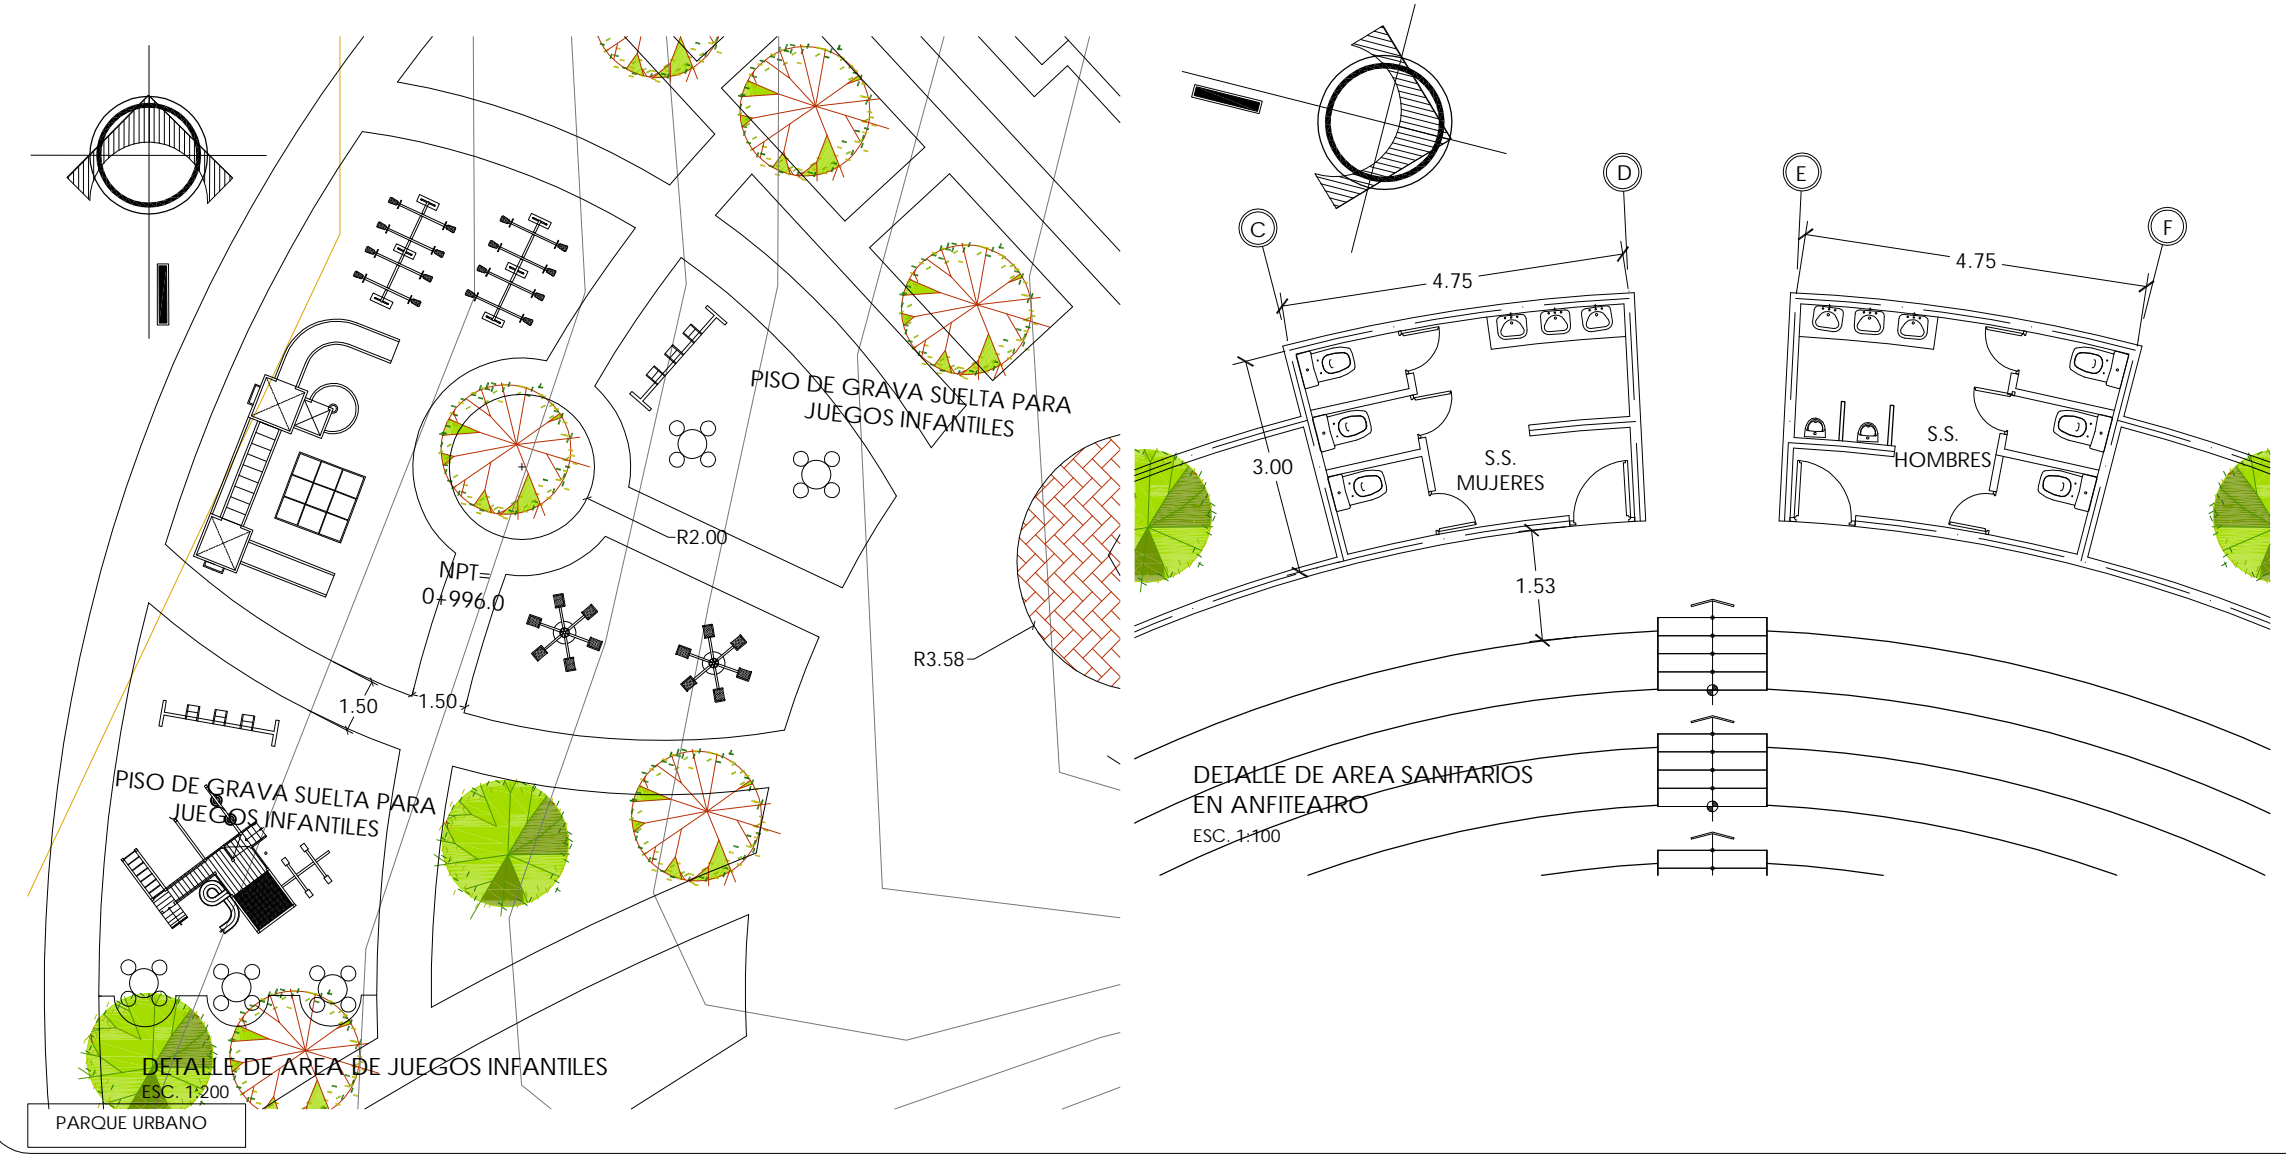 PISO DE GRAVA SUELTA PARA
JUEGOS INFANTILES
R2.00
NPT=
0+996.0
R3.58
1.50
1.50
PISO DE GRAVA SUELTA PARA
JUEGOS INFANTILES
DETALLE DE AREA DE JUEGOS INFANTILES
ESC. 1:200
PARQUE URBANO
C
D
E
F
4.75
4.75
3.00
S.S.
MUJERES
S.S.
HOMBRES
1.53
DETALLE DE AREA SANITARIOS
EN ANFITEATRO
ESC. 1:100